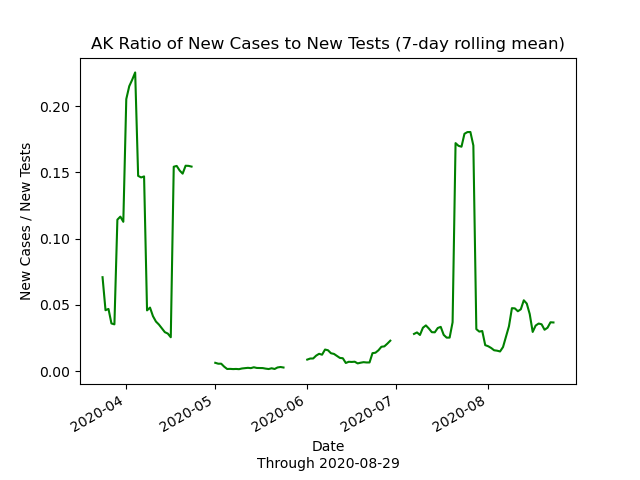 AK Ratio of New Cases to New Tests (7-day rolling mean)
New Cases / New Tests
0.20
0.15
0.10
0.05
0.00
2020-04
2020-05
2020-06
2020-07
2020-08
Date
Through 2020-08-29